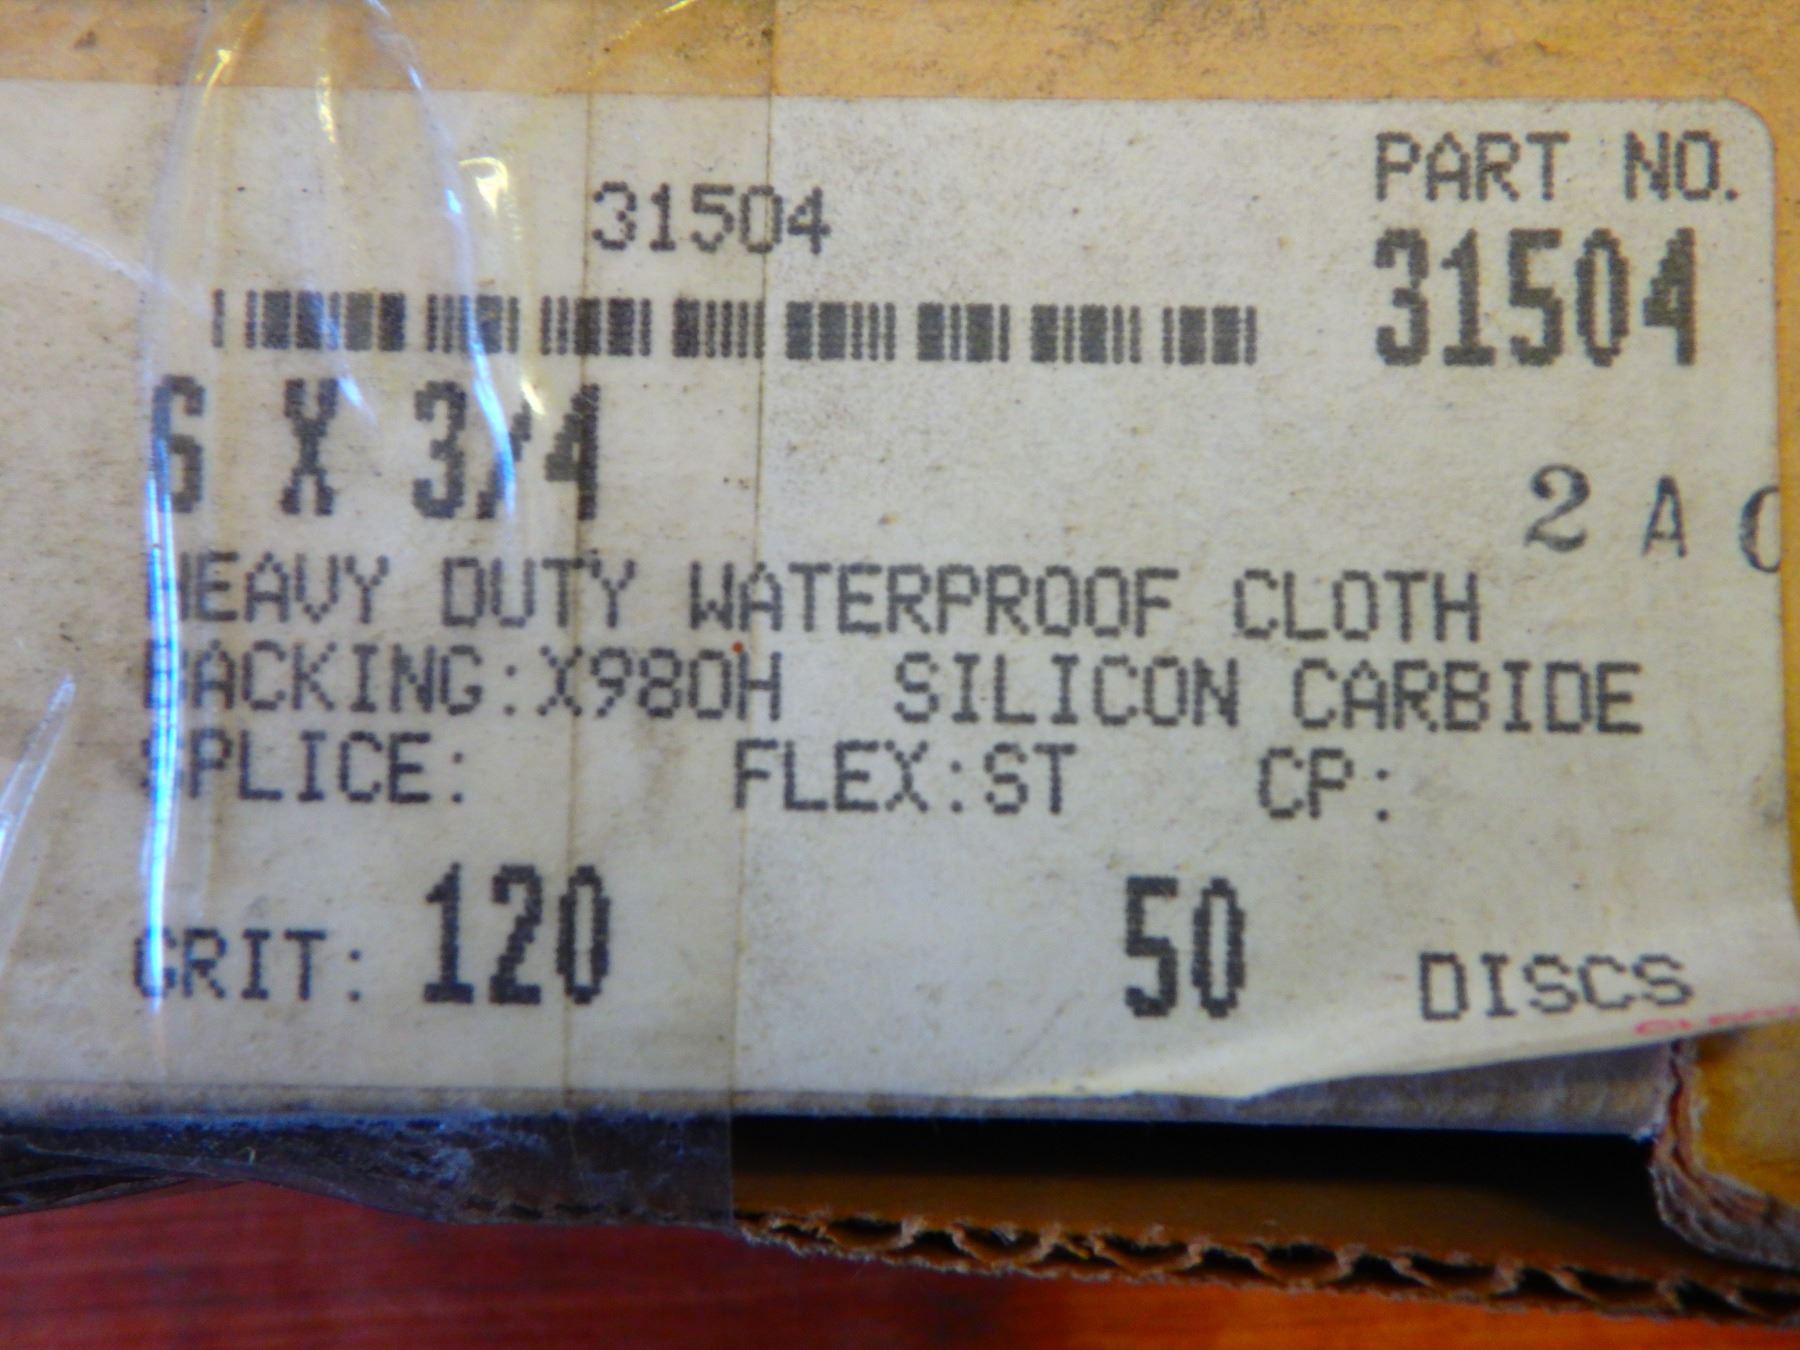 PART NO.
31504
31504
6 X 3/4
2 A
HEAVY DUTY WATERPROOF CLOTH
BACKING:X980H SILICON CARBIDE
SPLICE: FLEX:ST CP:
GRIT: 120 50 DISCS